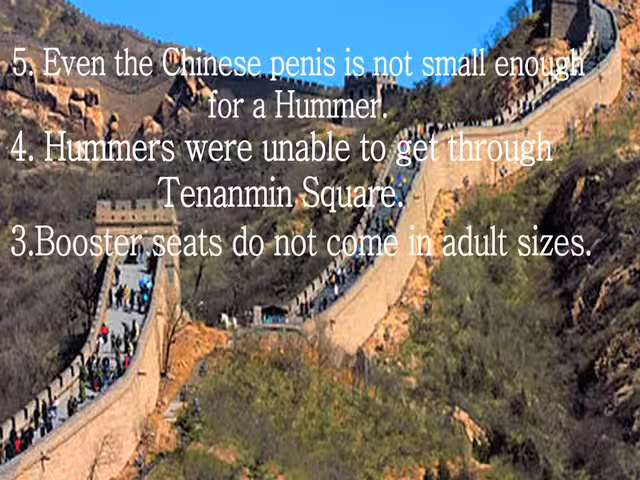 5. Even the Chinese penis is not small enough
for a Hummer.
4. Hummers were unable to get through
Tenanmin Square.
3.Booster seats do not come in adult sizes.